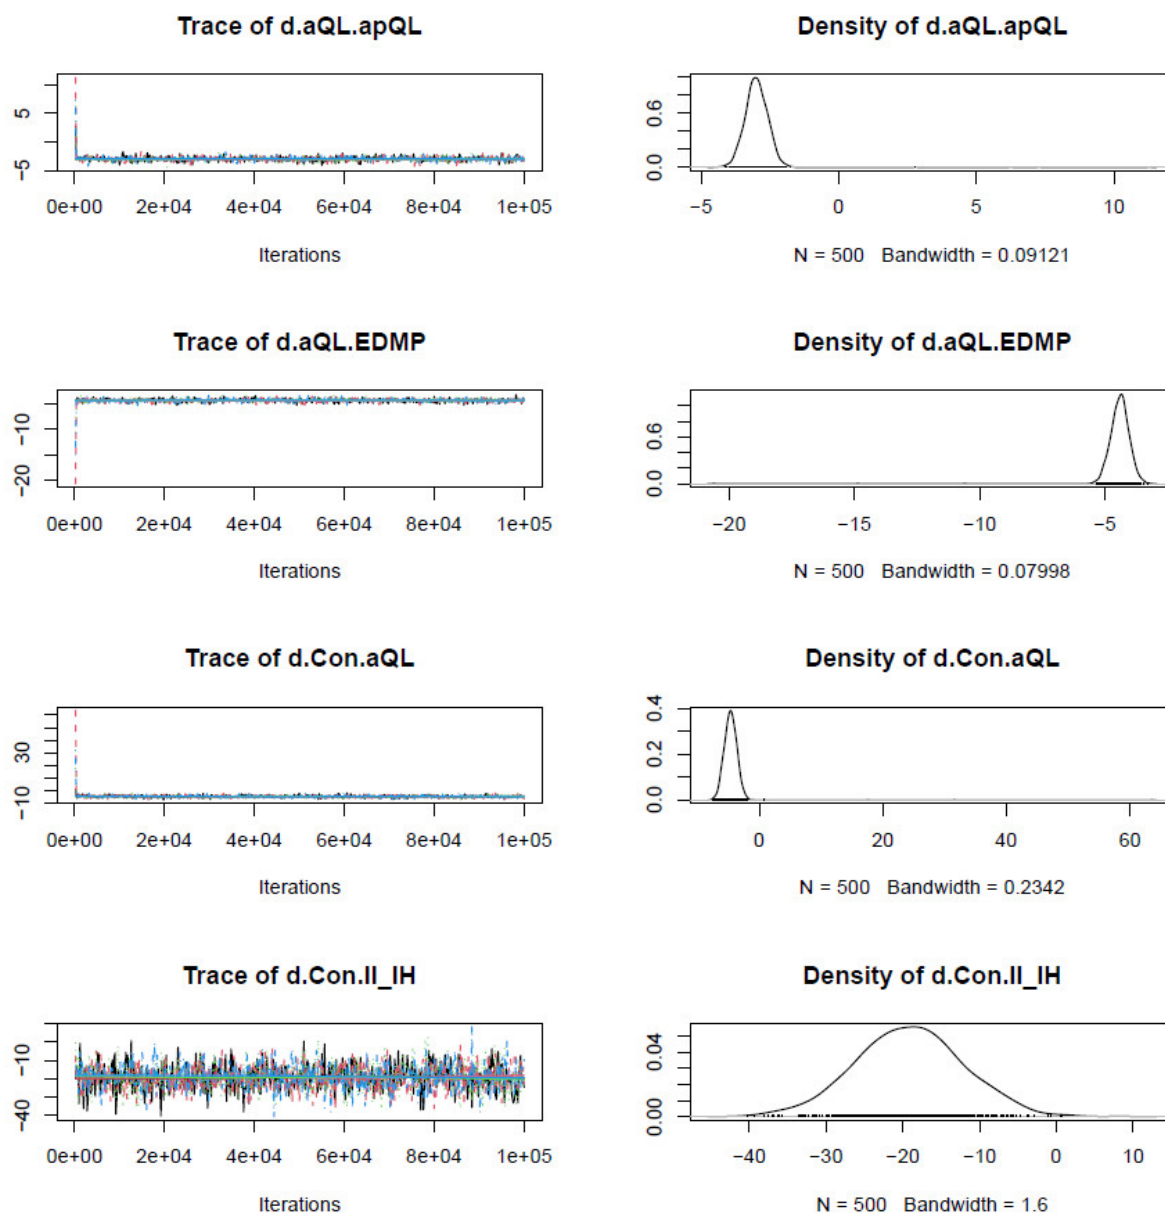 Trace of d.aQL.apQL
Density of d.aQL.apQL
5
-5
0e+00 2e+04 4e+04 6e+04 8e+04 1e+05
Iterations
0.6
0.0
−5 0 5 10
N = 500 Bandwidth = 0.09121
Trace of d.aQL.EDMP
Density of d.aQL.EDMP
−10
−20
0e+00 2e+04 4e+04 6e+04 8e+04 1e+05
Iterations
0.6
0.0
−20 −15 −10 −5
N = 500 Bandwidth = 0.07998
Trace of d.Con.aQL
Density of d.Con.aQL
30
−10
0e+00 2e+04 4e+04 6e+04 8e+04 1e+05
Iterations
0.4
0.2
0.0
0 20 40 60
N = 500 Bandwidth = 0.2342
Trace of d.Con.II_IH
Density of d.Con.II_IH
−10
−40
0e+00 2e+04 4e+04 6e+04 8e+04 1e+05
Iterations
0.04
0.00
−40 −30 −20 −10 0 10
N = 500 Bandwidth = 1.6